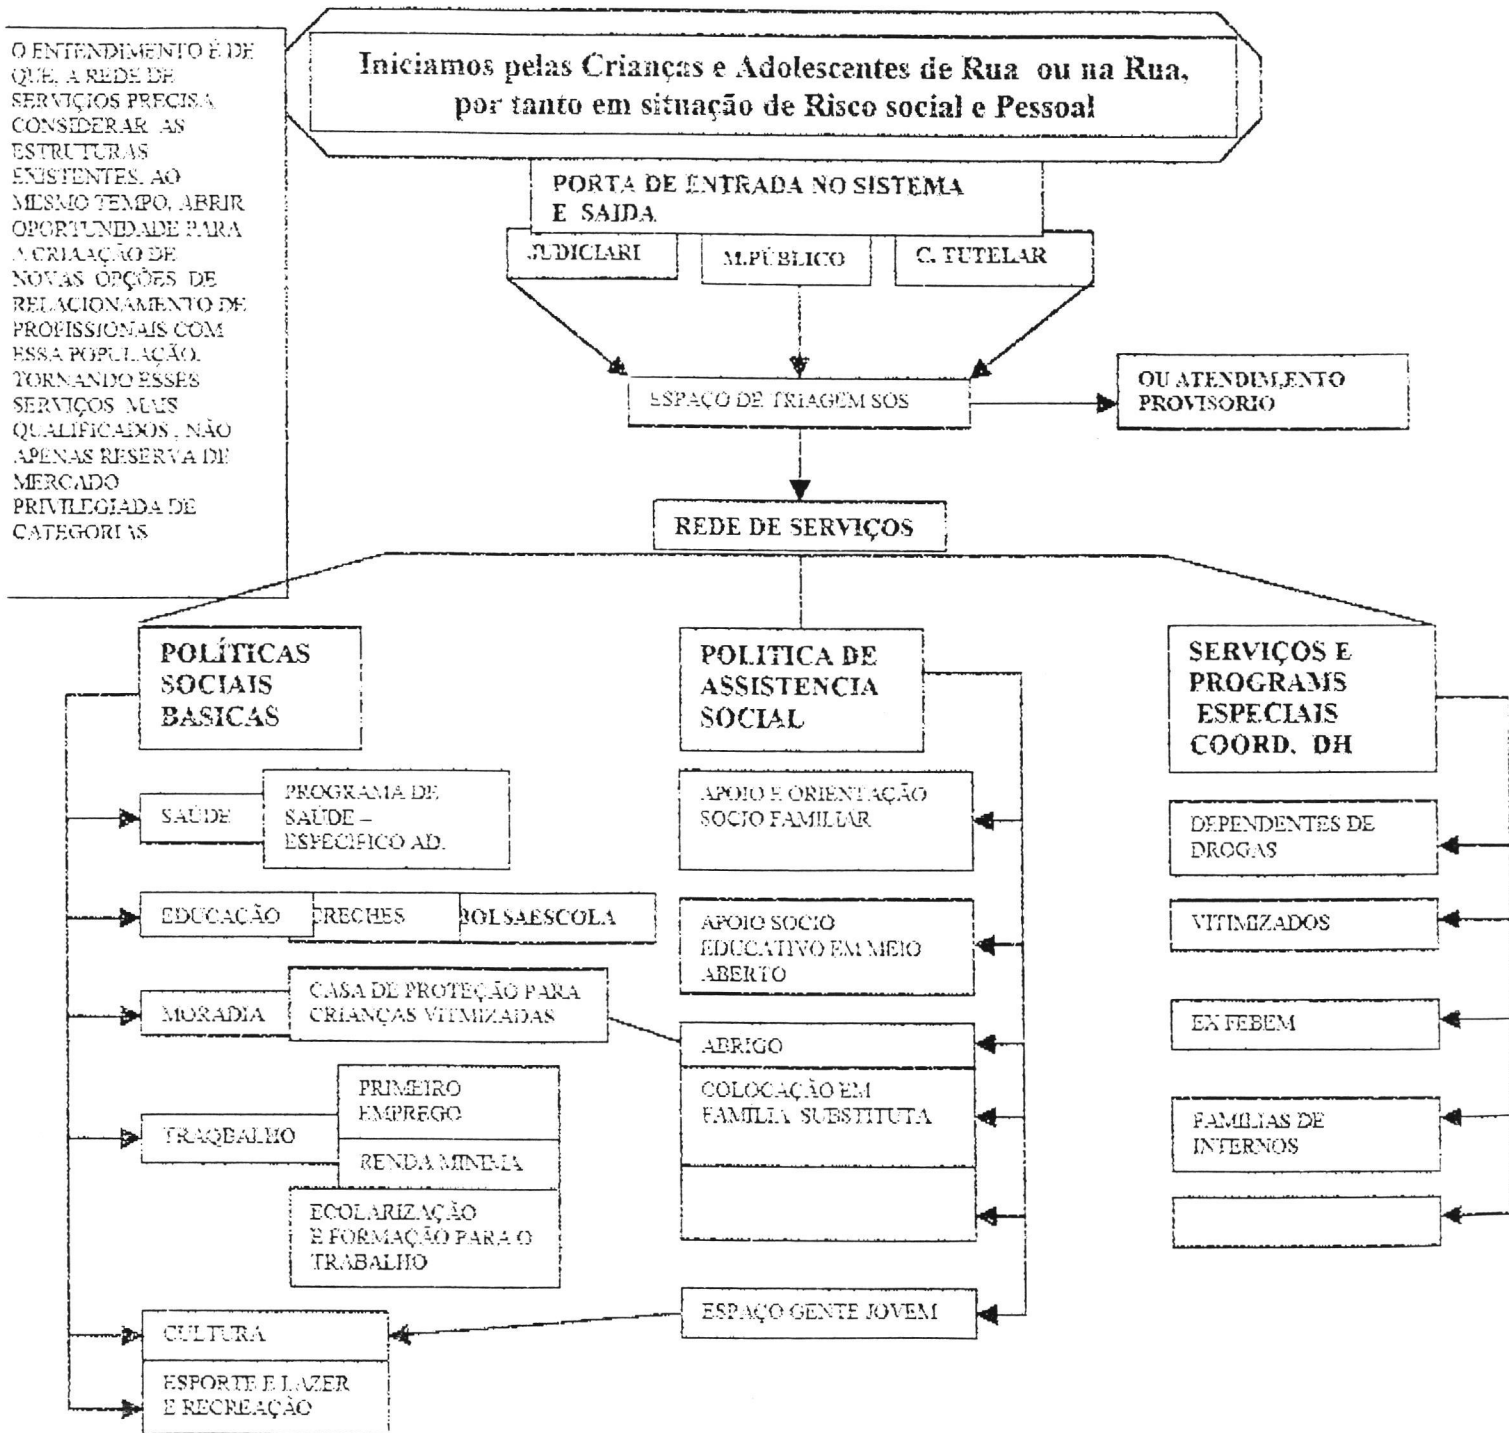 O ENTENDIMENTO É DE
QUE, A REDE DE
SERVIÇIOS PRECISA
CONSIDERAR AS
ESTRUTURAS
EXISTENTES, AO
MESMO TEMPO, ABRIR
OPORTUNIDADE PARA
A CRIAAÇÃO DE
NOVAS OPÇÕES DE
RELACIONAMENTO DE
PROFISSIONAIS COM
ESSA POPULAÇÃO.
TORNANDO ESSES
SERVIÇOS MAIS
QUALIFICADOS , NÃO
APENAS RESERVA DE
MERCADO
PRIVILEGIADA DE
CATEGORIAS
Iniciamos pelas Crianças e Adolescentes de Rua ou na Rua,
por tanto em situação de Risco social e Pessoal
PORTA DE ENTRADA NO SISTEMA
E SAIDA
JUDICIARI
M.PÚBLICO
C. TUTELAR
ESPAÇO DE TRIAGEM SOS
OU ATENDIMENTO
PROVISORIO
REDE DE SERVIÇOS
POLÍTICAS
SOCIAIS
BASICAS
SAÚDE
PROGRAMA DE
SAÚDE –
ESPECIFICO AD.
EDUCAÇÃO
CRECHES
BOLSAESCOLA
MORADIA
CASA DE PROTEÇÃO PARA
CRIANÇAS VITMIZADAS
TRAQBALHO
PRIMEIRO
EMPREGO
RENDA MINIMA
ECOLARIZAÇÃO
E FORMAÇÃO PARA O
TRABALHO
CULTURA
ESPORTE E LAZER
E RECREAÇÃO
POLITICA DE
ASSISTENCIA
SOCIAL
APOIO E ORIENTAÇÃO
SOCIO FAMILIAR
APOIO SOCIO
EDUCATIVO EM MEIO
ABERTO
ABRIGO
COLOCAÇÃO EM
FAMÍLIA SUBSTITUTA
ESPAÇO GENTE JOVEM
SERVIÇOS E
PROGRAMS
ESPECIAIS
COORD. DH
DEPENDENTES DE
DROGAS
VITIMIZADOS
EX FEBEM
FAMILIAS DE
INTERNOS